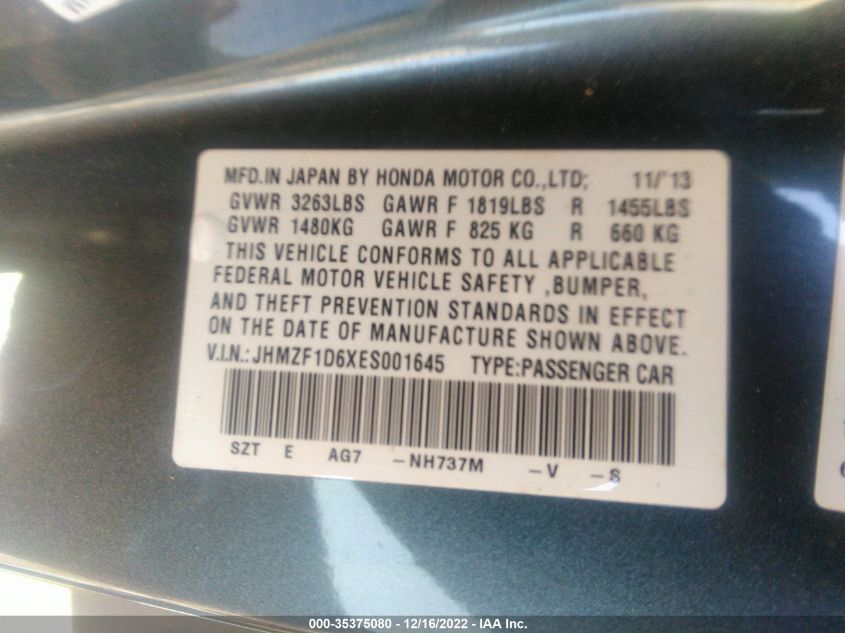 MFD.IN JAPAN BY HONDA MOTOR CO.,LTD; 11/'13
GVWR 3263LBS GAWR F 1819LBS R 1455LBS
GVWR 1480KG GAWR F 825 KG R 660 KG
THIS VEHICLE CONFORMS TO ALL APPLICABLE
FEDERAL MOTOR VEHICLE SAFETY ,BUMPER,
AND THEFT PREVENTION STANDARDS IN EFFECT
ON THE DATE OF MANUFACTURE SHOWN ABOVE.
V.I.N.:JHMZF1D6XES001645 TYPE:PASSENGER CAR
SZT E AG7 -NH737M -V -S
000-35375080 - 12/16/2022 - IAA Inc.